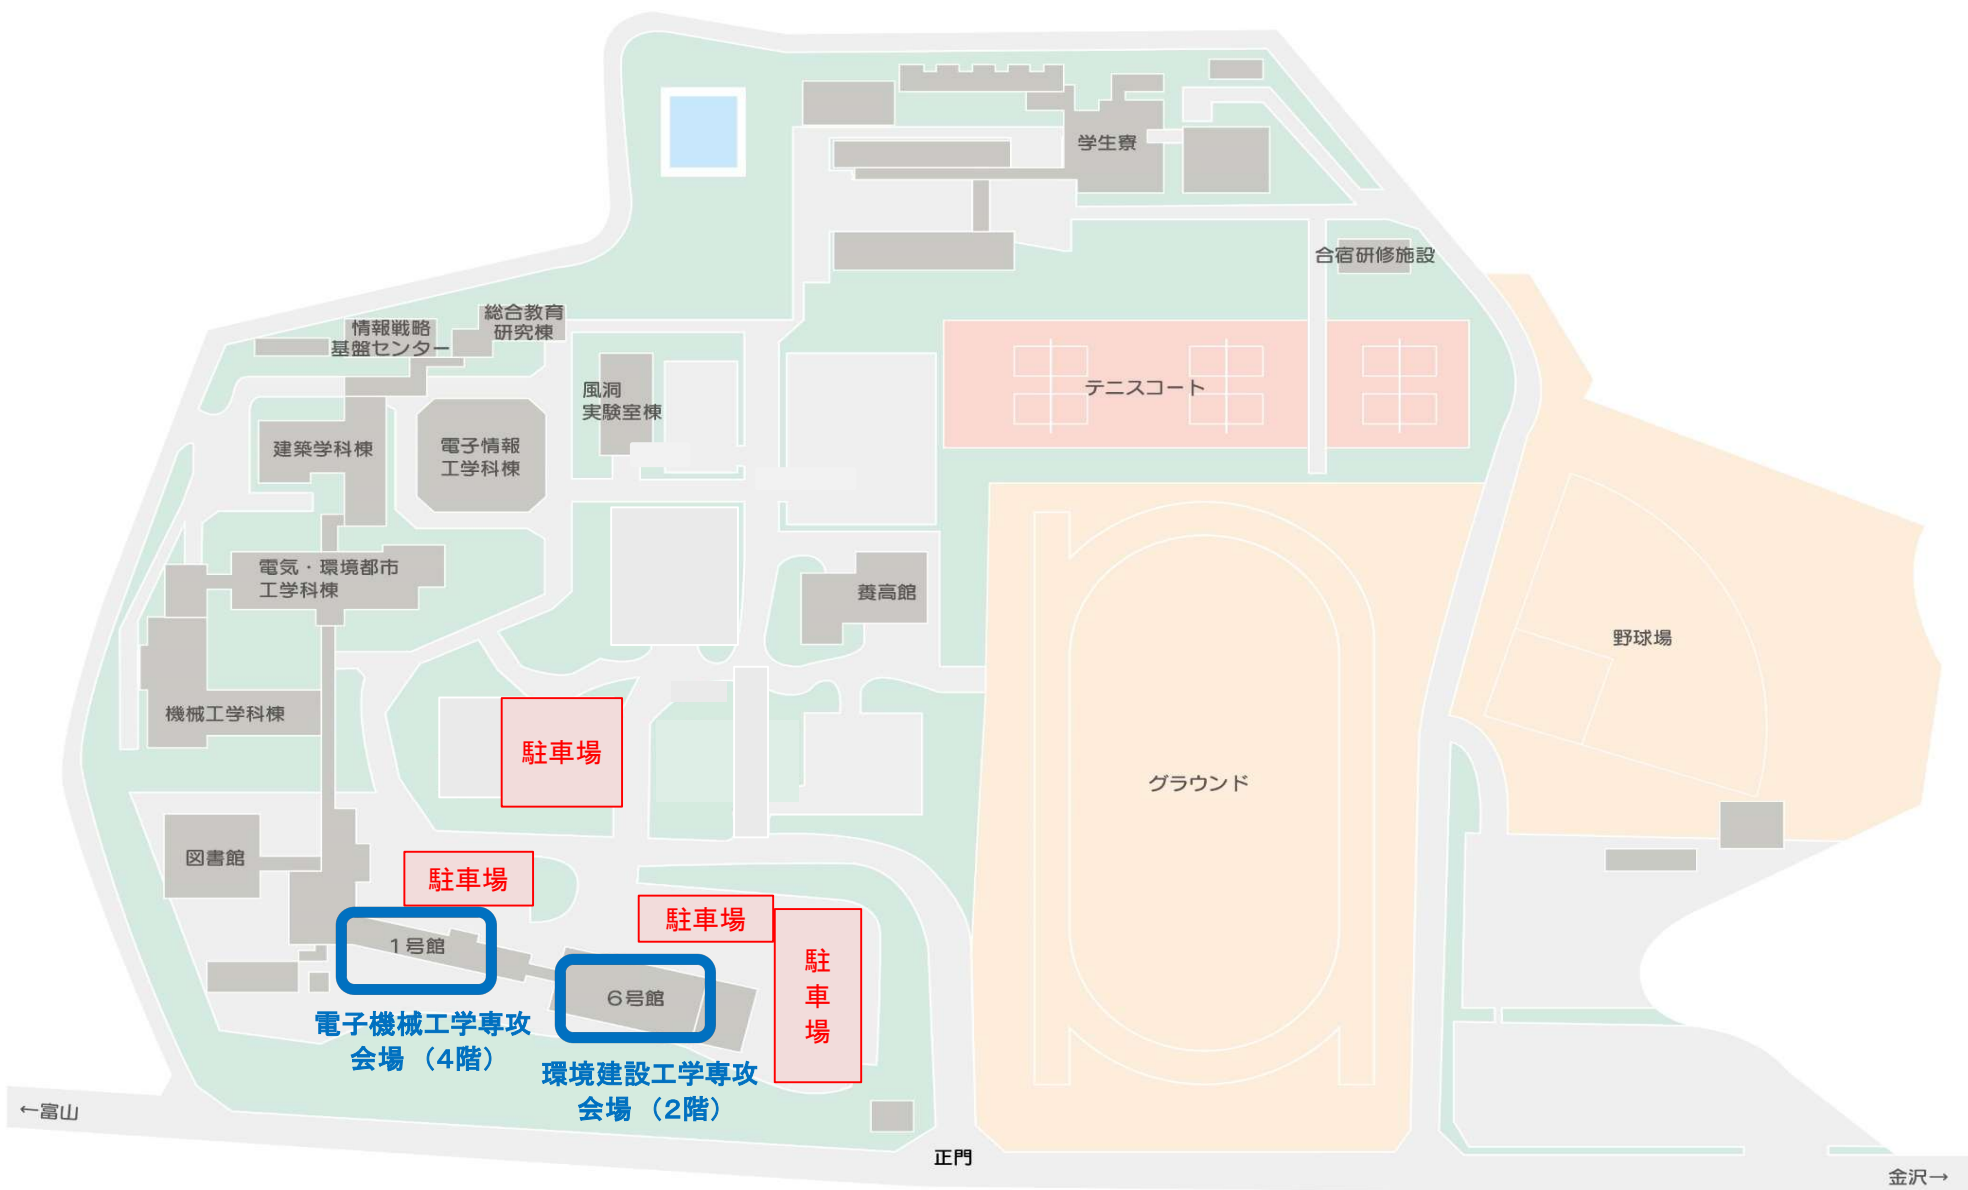 学生寮
合宿研修施設
総合教育
研究棟
情報戦略
基盤センター
風洞
実験室棟
テニスコート
建築学科棟
電子情報
工学科棟
電気・環境都市
工学科棟
養高館
野球場
機械工学科棟
駐車場
グラウンド
図書館
駐車場
駐車場
駐車場
1号館
6号館
電子機械工学専攻
会場（4階）
環境建設工学専攻
会場（2階）
←富山
正門
金沢→